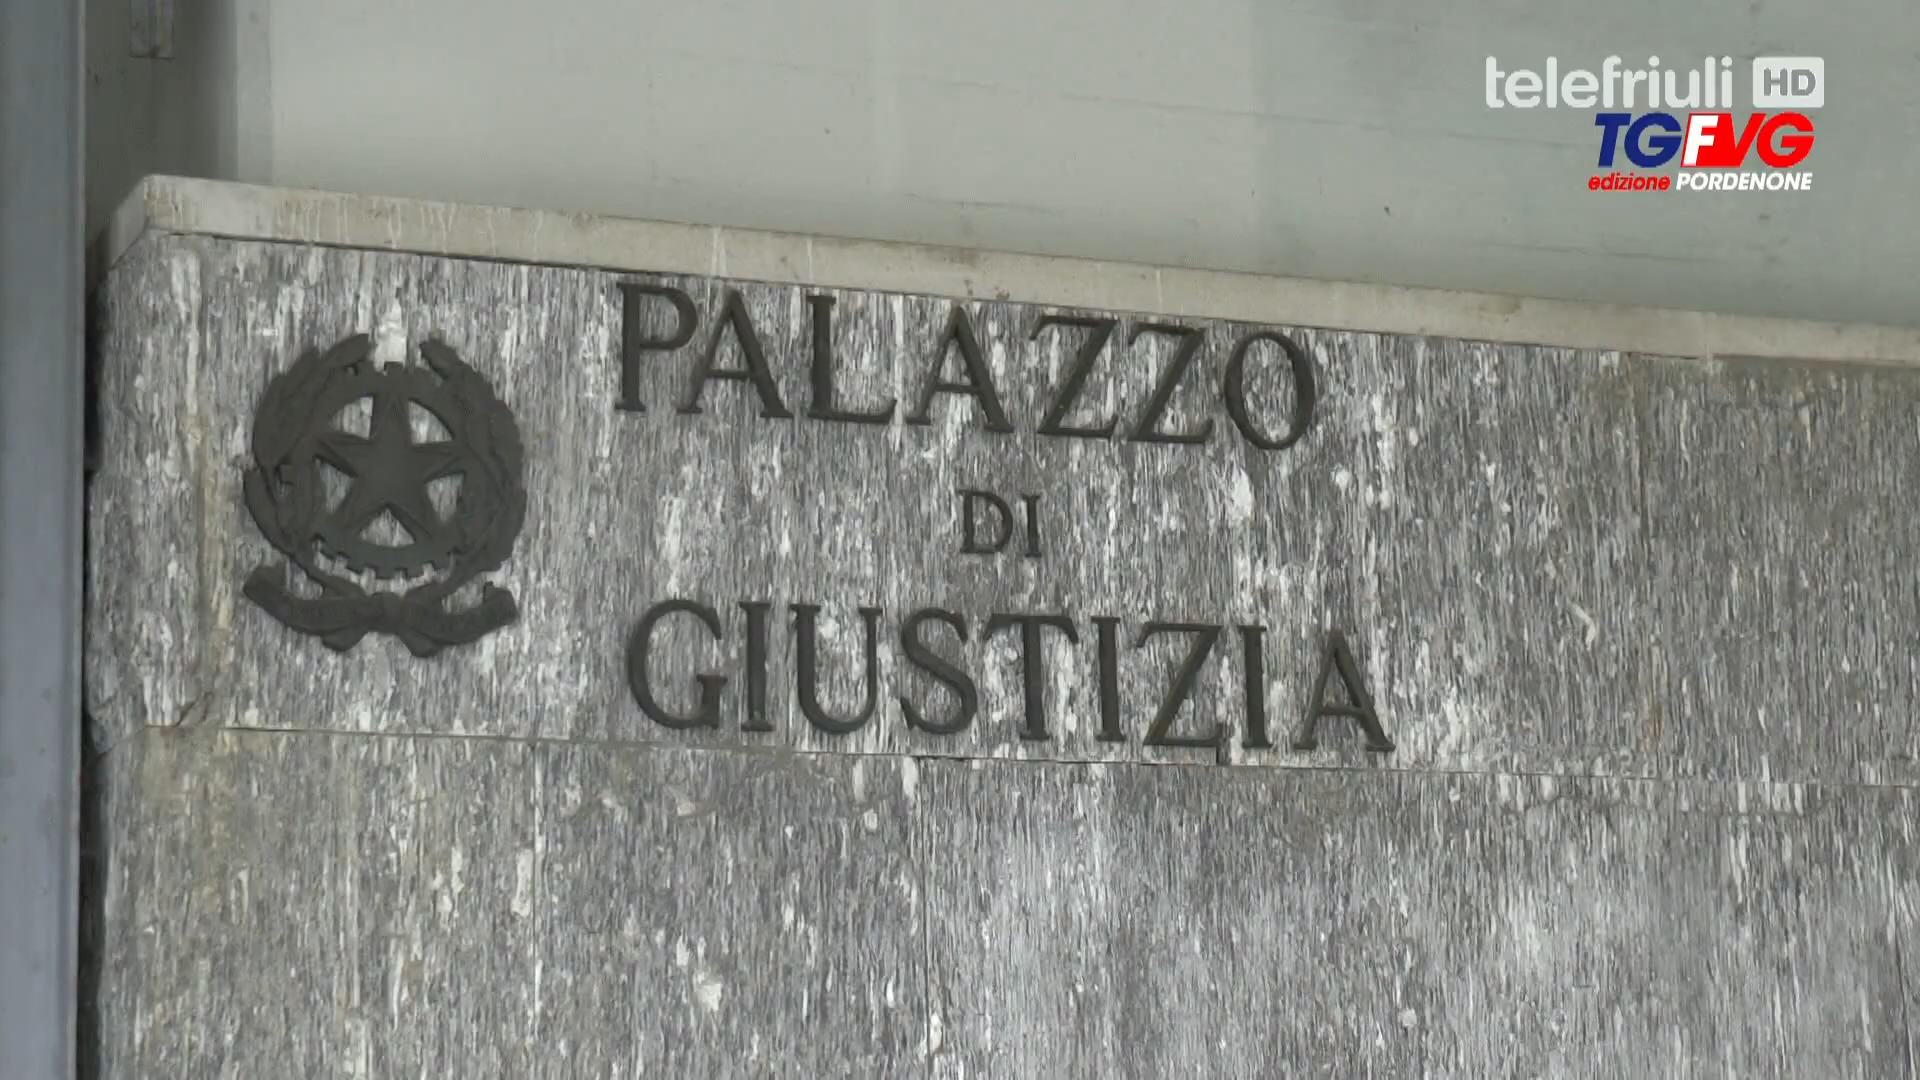 telefriuli HD
TGFVG
edizione PORDENONE
PALAZZO
DI
GIUSTIZIA